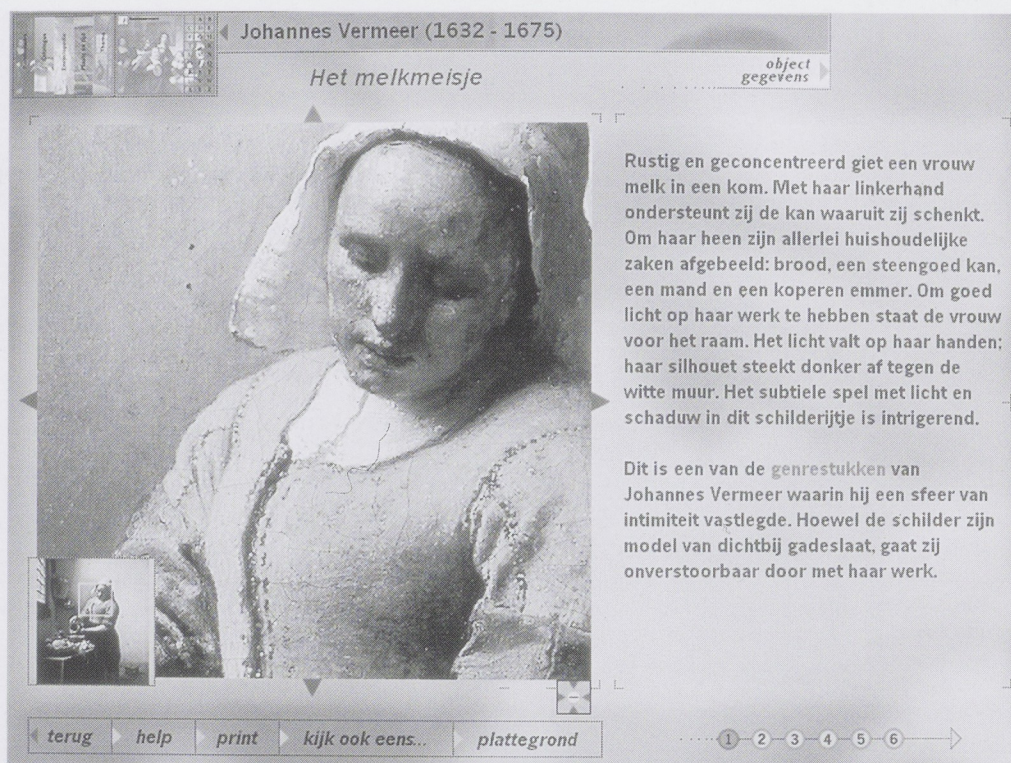 Johannes Vermeer (1632 - 1675)
Het melkmeisje
object
gegevens
Rustig en geconcentreerd giet een vrouw
melk in een kom. Met haar linkerhand
ondersteunt zij de kan waaruit zij schenkt.
Om haar heen zijn allerlei huishoudelijke
zaken afgebeeld: brood, een steengoed kan,
een mand en een koperen emmer. Om goed
licht op haar werk te hebben staat de vrouw
voor het raam. Het licht valt op haar handen;
haar silhouet steekt donker af tegen de
witte muur. Het subtiele spel met licht en
schaduw in dit schilderijtje is intrigerend.
Dit is een van de genrestukken van
Johannes Vermeer waarin hij een sfeer van
intimiteit vastlegde. Hoewel de schilder zijn
model van dichtbij gadeslaat, gaat zij
onverstoorbaar door met haar werk.
terug help print kijk ook eens... plattegrond
1 2 3 4 5 6